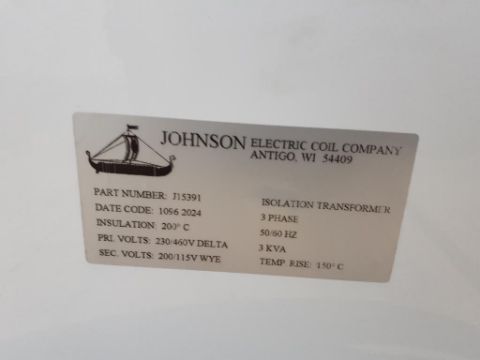 JOHNSON ELECTRIC COIL COMPANY
ANTIGO, WI 54409
PART NUMBER: J15391
DATE CODE: 1096 2024
INSULATION: 200° C
PRI. VOLTS: 230/460V DELTA
SEC. VOLTS: 200/115V WYE
ISOLATION TRANSFORMER
3 PHASE
50/60 HZ
3 KVA
TEMP RISE: 150° C